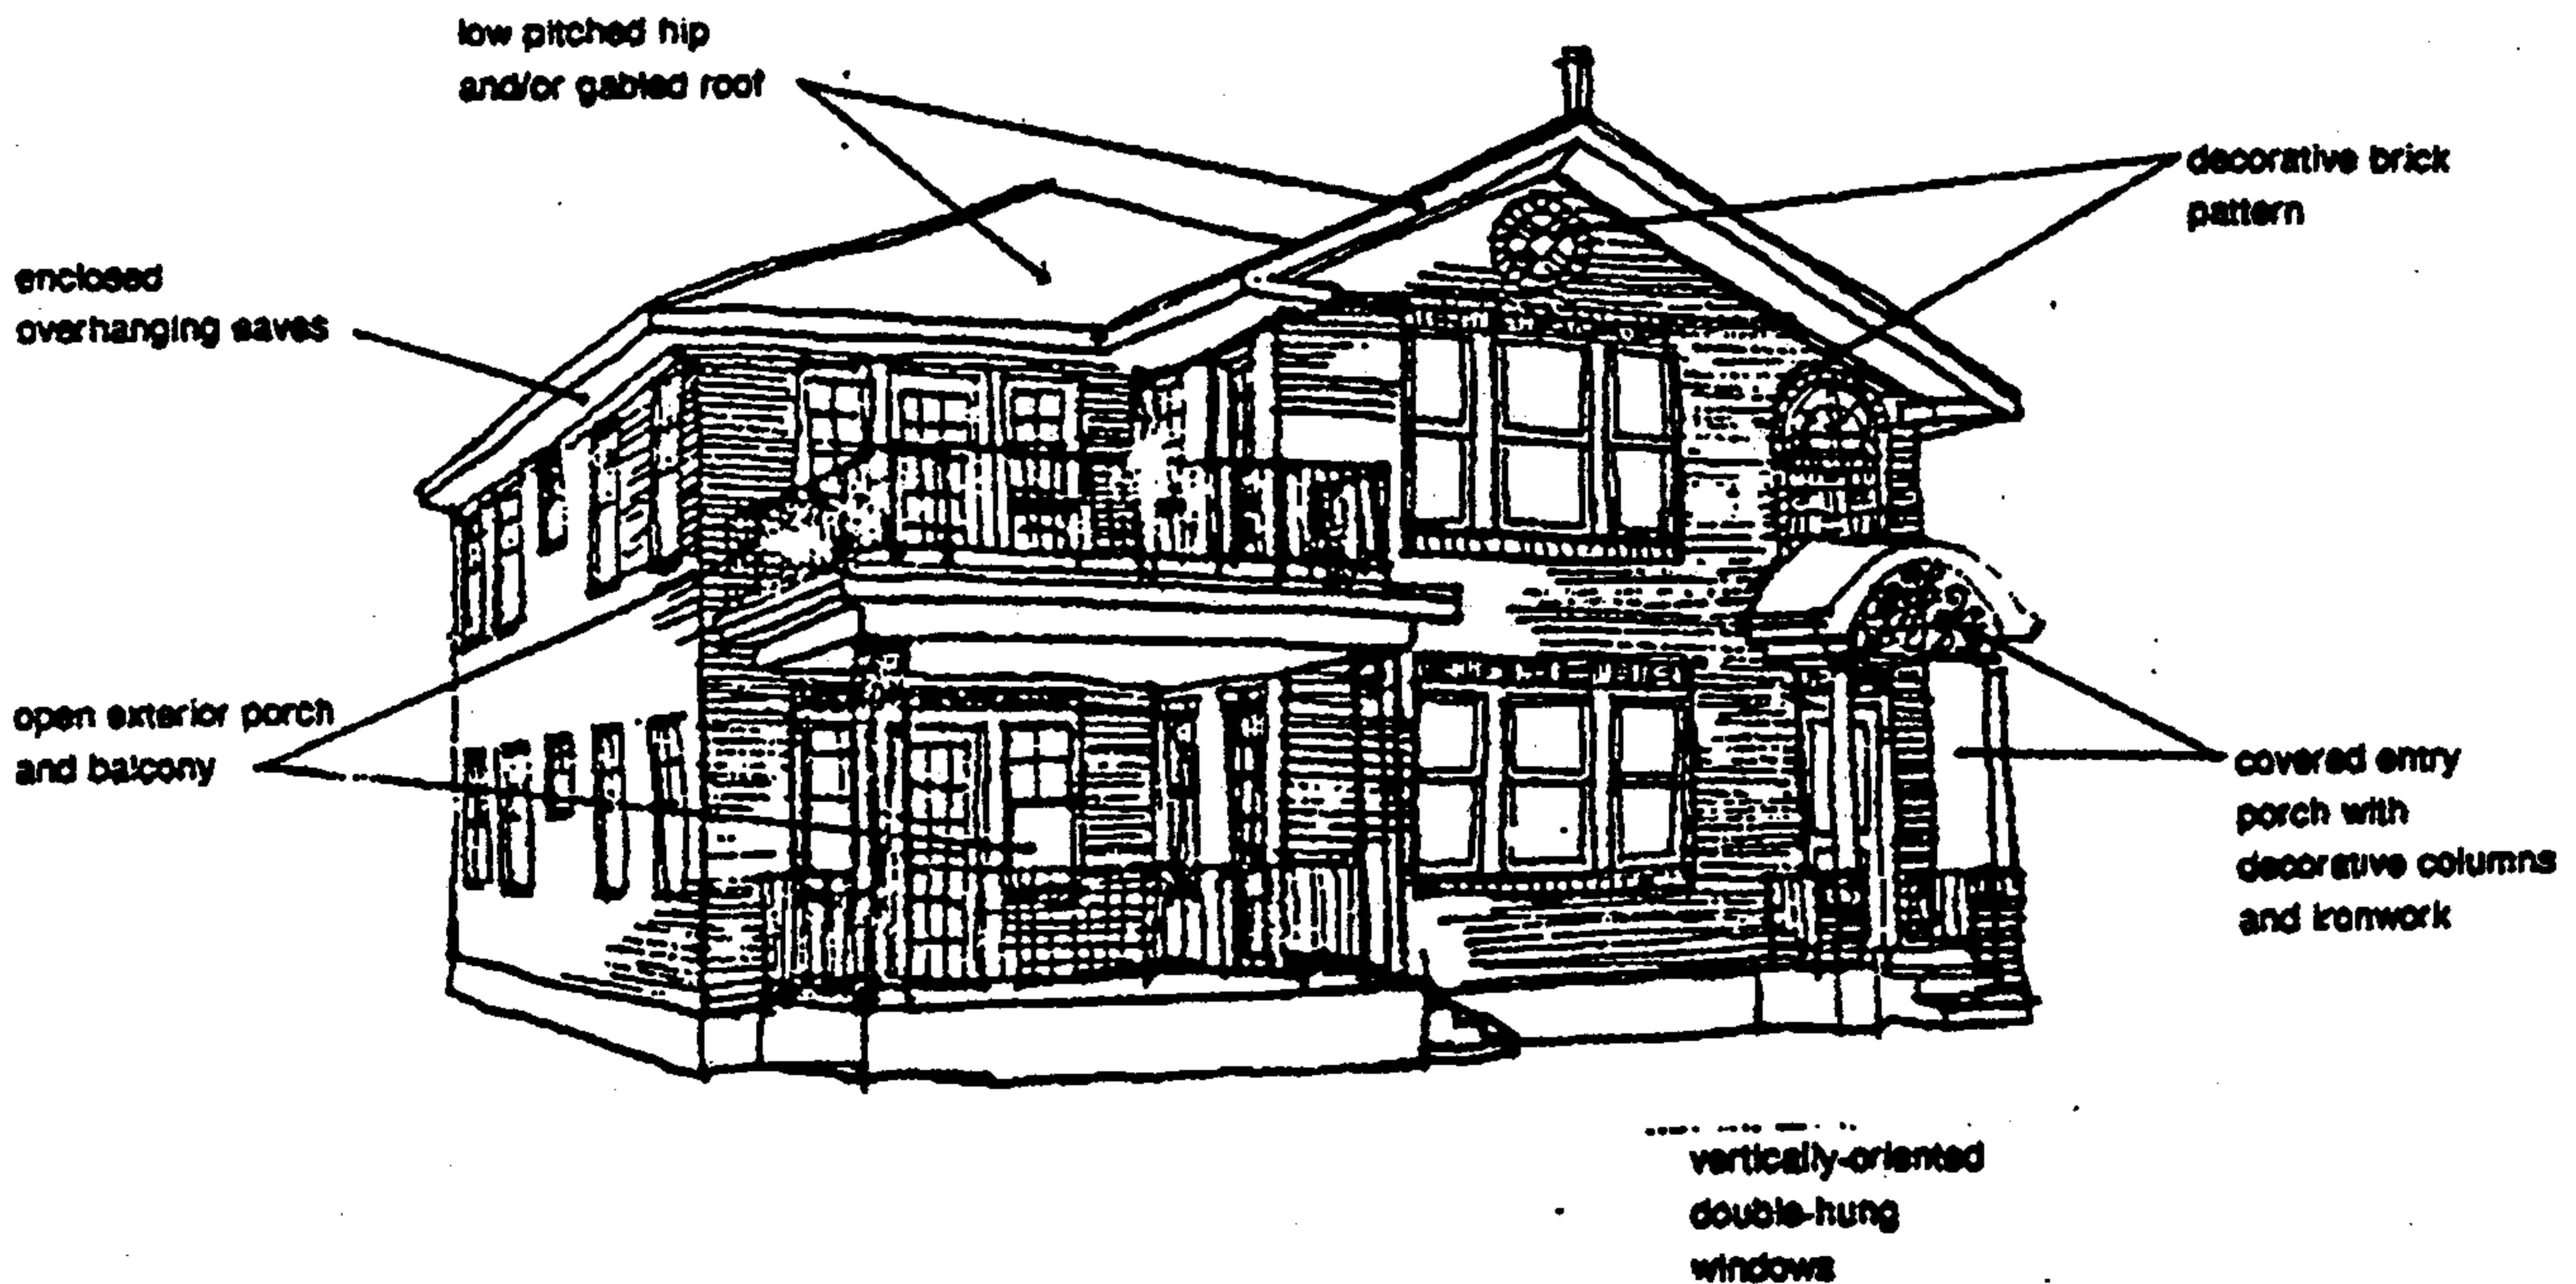 low pitched hip
and/or gabled roof
decorative brick
pattern
enclosed
overhanging eaves
open exterior porch
and balcony
covered entry
porch with
decorative columns
and ironwork
vertically-oriented
double-hung
windows